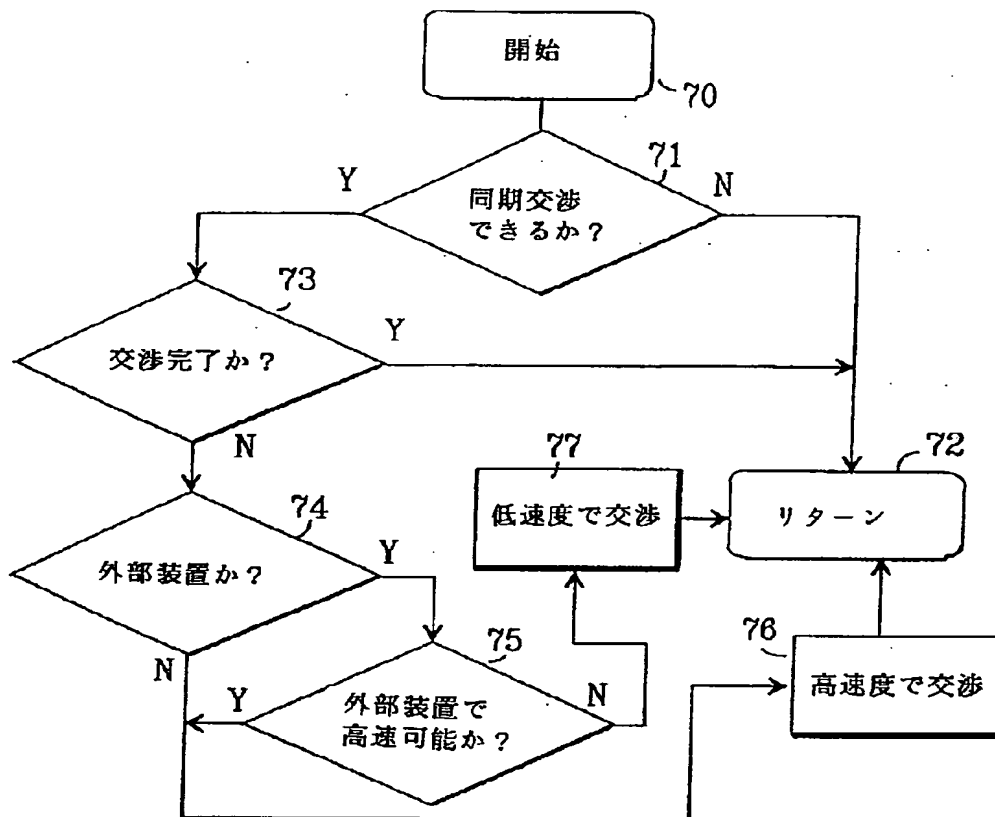 開始
70
71
Y
N
同期交渉
できるか?
73
Y
交渉完了か?
N
77
72
74
低速度で交渉
リターン
Y
外部装置か?
75
76
N
Y
外部装置で
高速可能か?
N
高速度で交渉